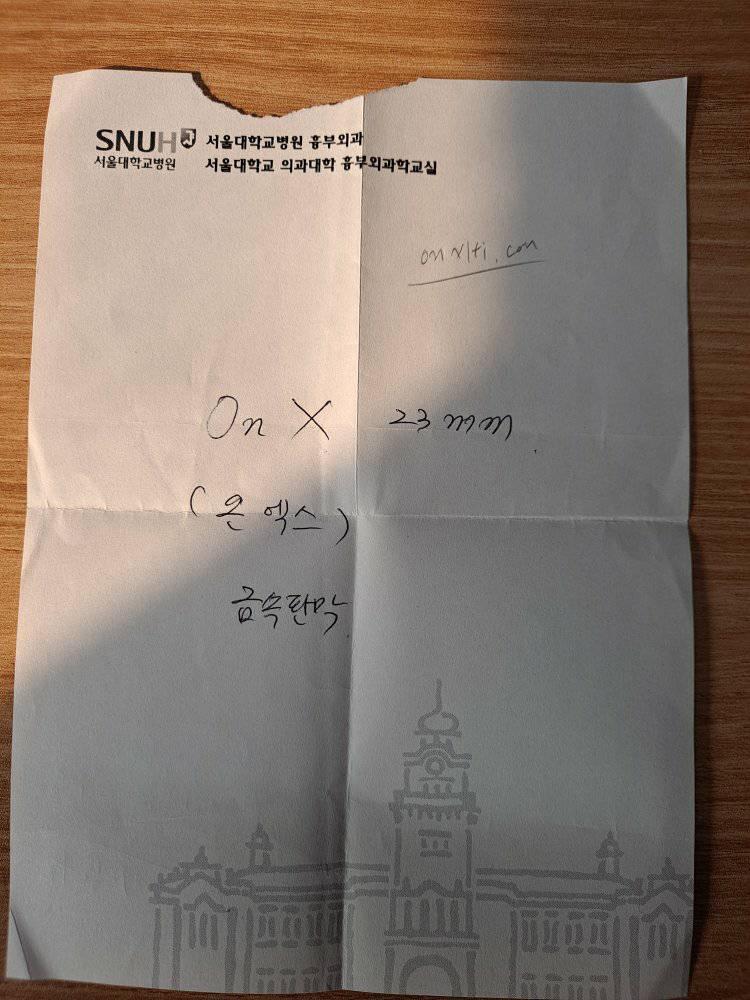 SNUH 서울대학교병원 흉부외과
서울대학교병원 서울대학교 의과대학 흉부외과학교실
onxlti.com
On X 23 mm
(온 엑스)
금속판막